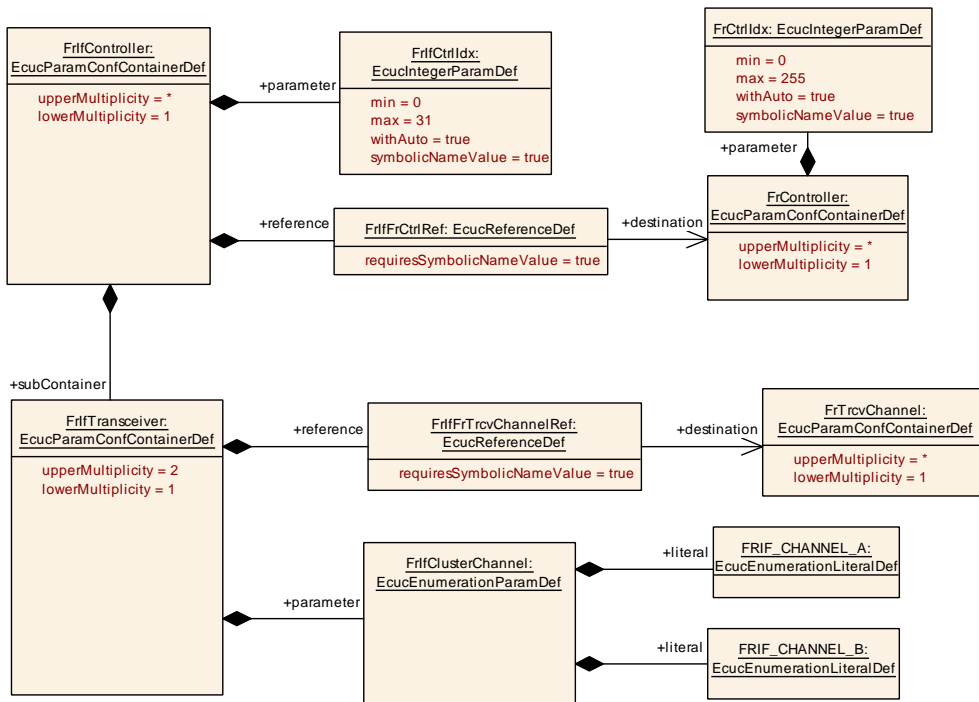 FrIfController:
EcucParamConfContainerDef
upperMultiplicity = *
lowerMultiplicity = 1
+parameter
FrIfCtrlIdx:
EcucIntegerParamDef
min = 0
max = 31
withAuto = true
symbolicNameValue = true
FrCtrlIdx: EcucIntegerParamDef
min = 0
max = 255
withAuto = true
symbolicNameValue = true
+parameter
+reference
FrIfFrCtrlRef: EcucReferenceDef
requiresSymbolicNameValue = true
+destination
FrController:
EcucParamConfContainerDef
upperMultiplicity = *
lowerMultiplicity = 1
+subContainer
FrIfTransceiver:
EcucParamConfContainerDef
upperMultiplicity = 2
lowerMultiplicity = 1
+reference
FrIfFrTrcvChannelRef:
EcucReferenceDef
requiresSymbolicNameValue = true
+destination
FrTrcvChannel:
EcucParamConfContainerDef
upperMultiplicity = *
lowerMultiplicity = 1
+parameter
FrIfClusterChannel:
EcucEnumerationParamDef
+literal
FRIF_CHANNEL_A:
EcucEnumerationLiteralDef
+literal
FRIF_CHANNEL_B:
EcucEnumerationLiteralDef